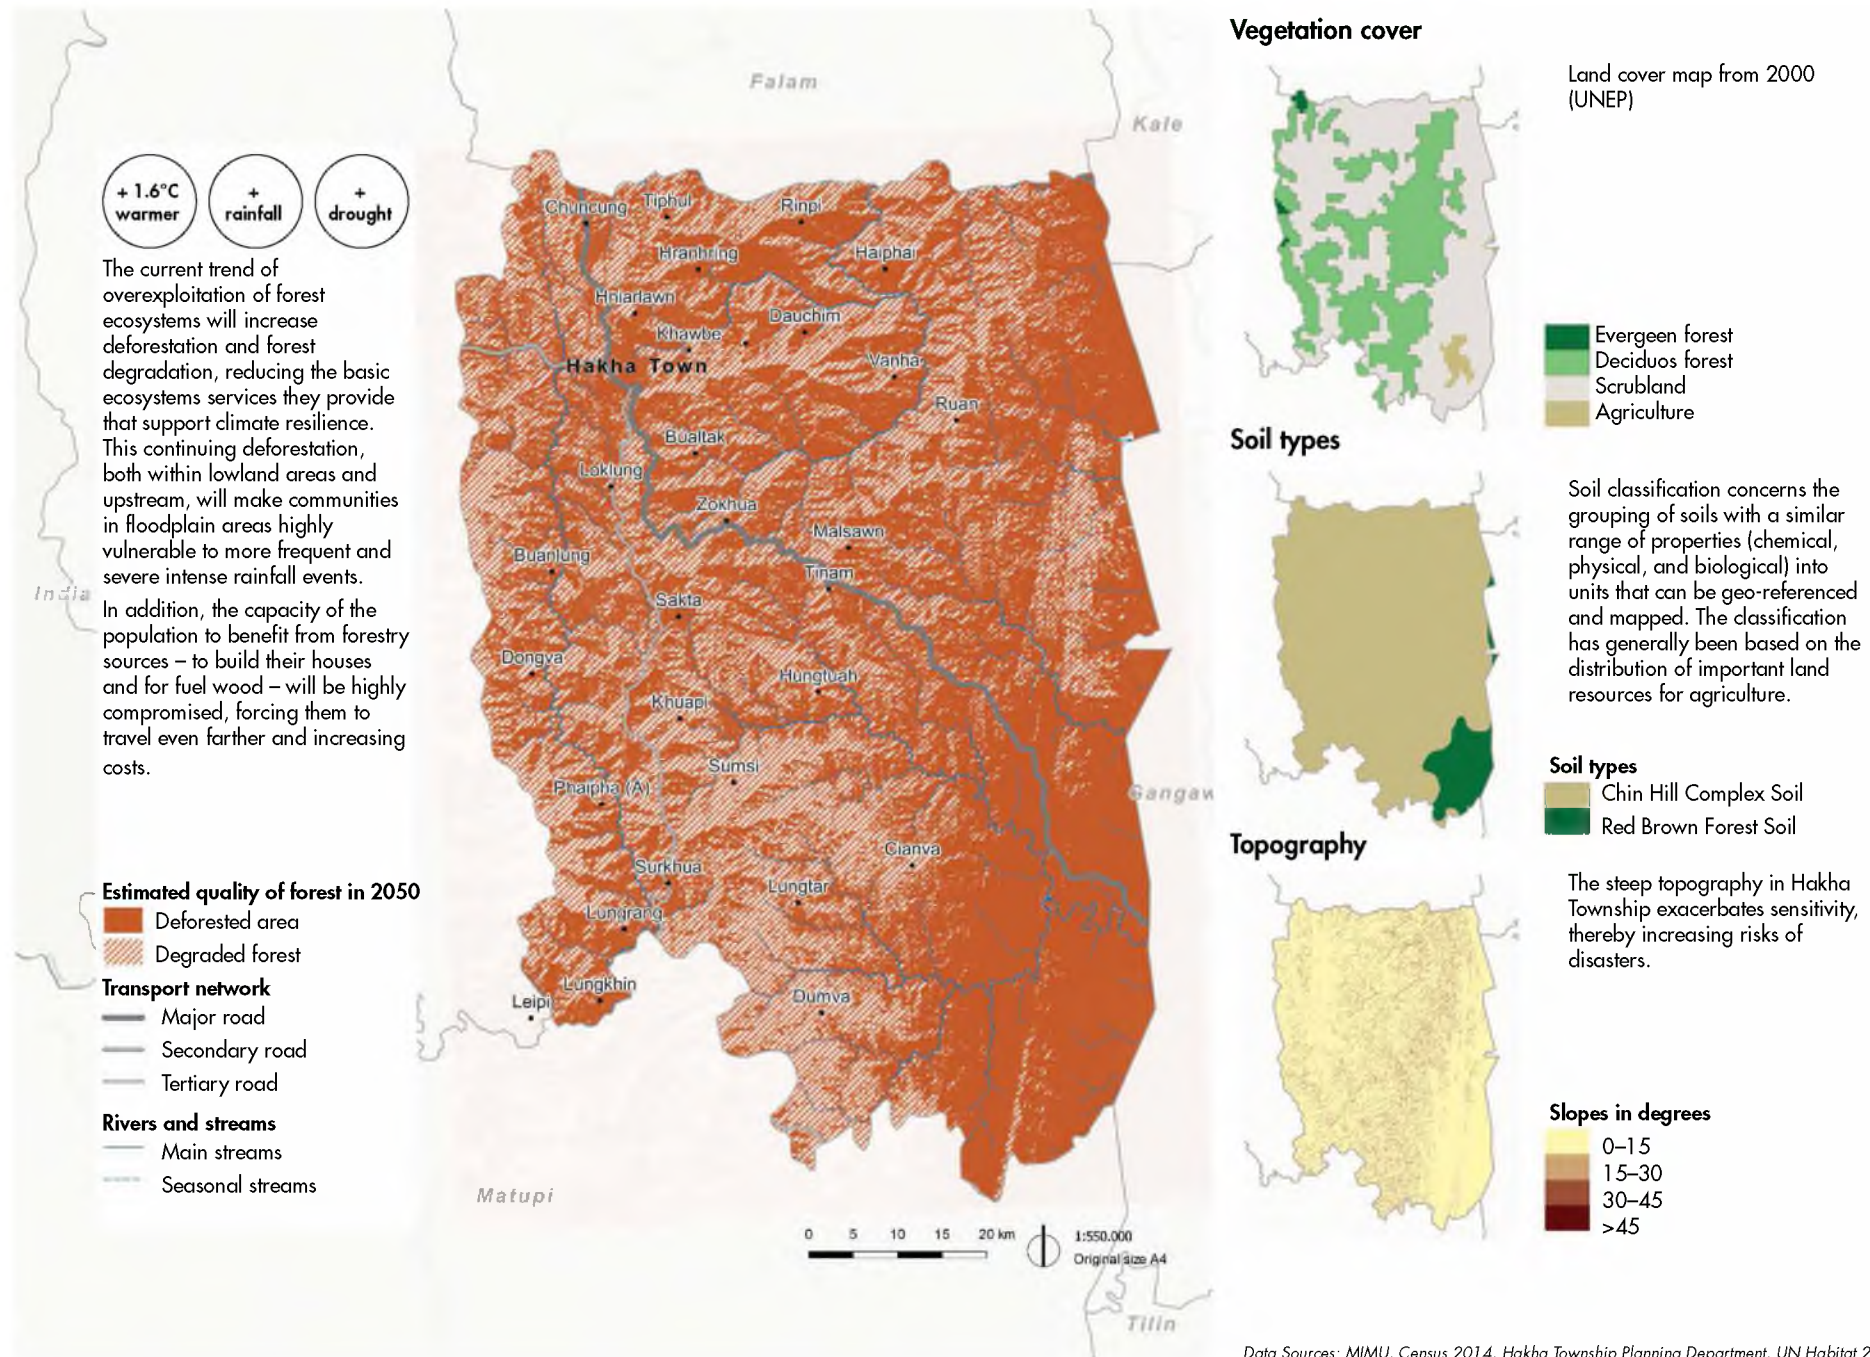 Vegetation cover
Land cover map from 2000
(UNEP)
Evergeen forest
Deciduos forest
Scrubland
Agriculture
Soil types
Soil classification concerns the
grouping of soils with a similar
range of properties (chemical,
physical, and biological) into
units that can be geo-referenced
and mapped. The classification
has generally been based on the
distribution of important land
resources for agriculture.
Soil types
Chin Hill Complex Soil
Red Brown Forest Soil
Topography
The steep topography in Hakha
Township exacerbates sensitivity,
thereby increasing risks of
disasters.
Slopes in degrees
0–15
15–30
30–45
>45
+ 1.6°C
warmer
+
rainfall
+
drought
The current trend of
overexploitation of forest
ecosystems will increase
deforestation and forest
degradation, reducing the basic
ecosystems services they provide
that support climate resilience.
This continuing deforestation,
both within lowland areas and
upstream, will make communities
in floodplain areas highly
vulnerable to more frequent and
severe intense rainfall events.
In addition, the capacity of the
population to benefit from forestry
sources – to build their houses
and for fuel wood – will be highly
compromised, forcing them to
travel even farther and increasing
costs.
Estimated quality of forest in 2050
Deforested area
Degraded forest
Transport network
Major road
Secondary road
Tertiary road
Rivers and streams
Main streams
Seasonal streams
Falam
Kale
India
Gangaw
Matupi
Tilin
Chuncung
Tiphul
Rinpi
Hranhring
Haiphai
Hniarlawn
Dauchim
Khawbe
Hakha Town
Vanha
Ruan
Bualtak
Loklung
Zokhua
Malsawn
Buanlung
Tinam
Sakta
Dongva
Hungtuah
Khuapi
Sumsi
Phaipha (A)
Cianva
Surkhua
Lungtar
Lungrang
Lungkhin
Leipi
Dumva
0 5 10 15 20 km
1:550.000
Original size A4
Data Sources: MIMU, Census 2014, Hakha Township Planning Department, UN Habitat 2